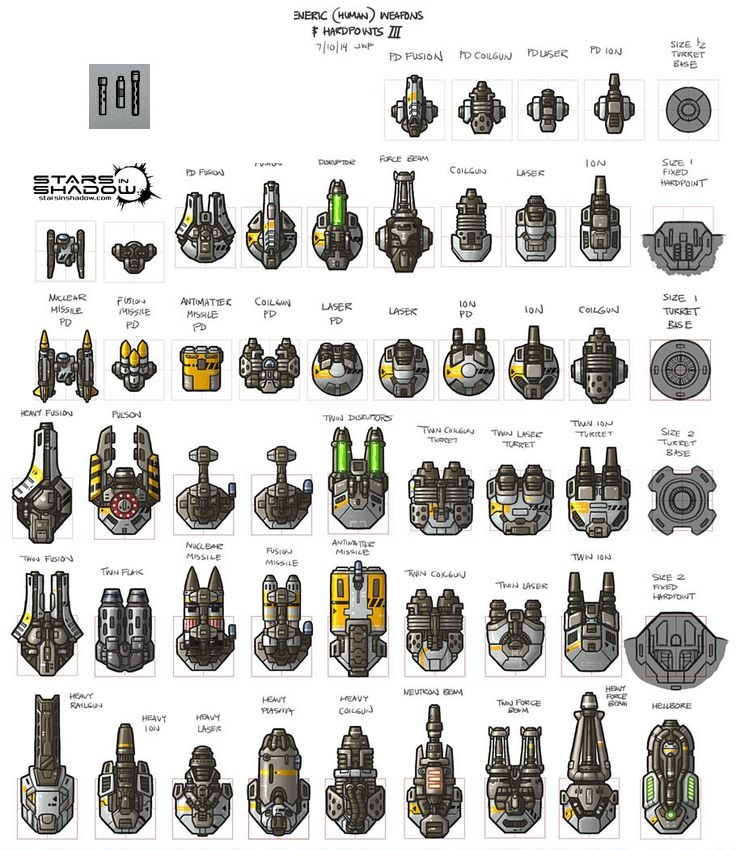 ENERIC (HUMAN) WEAPONS
& HARDPOINTS III
7/10/14 JWP
PD FUSION
PD COILGUN
PD LASER
PD ION
SIZE 1/2
TURRET
BASE
STARS IN
SHADOW
starsinshadow.com
PD FUSION
FUSION
DISRUPTOR
FORCE BEAM
COILGUN
LASER
ION
SIZE 1
FIXED
HARDPOINT
NUCLEAR
MISSILE
PD
FUSION
MISSILE
PD
ANTIMATTER
MISSILE
PD
COILGUN
PD
LASER
PD
LASER
ION
PD
ION
COILGUN
SIZE 1
TURRET
BASE
HEAVY FUSION
PULSON
TWIN DISRUPTORS
TWIN COILGUN
TURRET
TWIN LASER
TURRET
TWIN ION
TURRET
SIZE 2
TURRET
BASE
TWIN FUSION
TWIN FLAK
NUCLEAR
MISSILE
FUSION
MISSILE
ANTIMATTER
MISSILE
TWIN COILGUN
TWIN LASER
TWIN ION
SIZE 2
FIXED
HARDPOINT
HEAVY
RAILGUN
HEAVY
ION
HEAVY
LASER
HEAVY
PLASMA
HEAVY
COILGUN
NEUTRON BEAM
TWIN FORCE
BEAM
HEAVY
FORCE
BEAM
HELLBORE